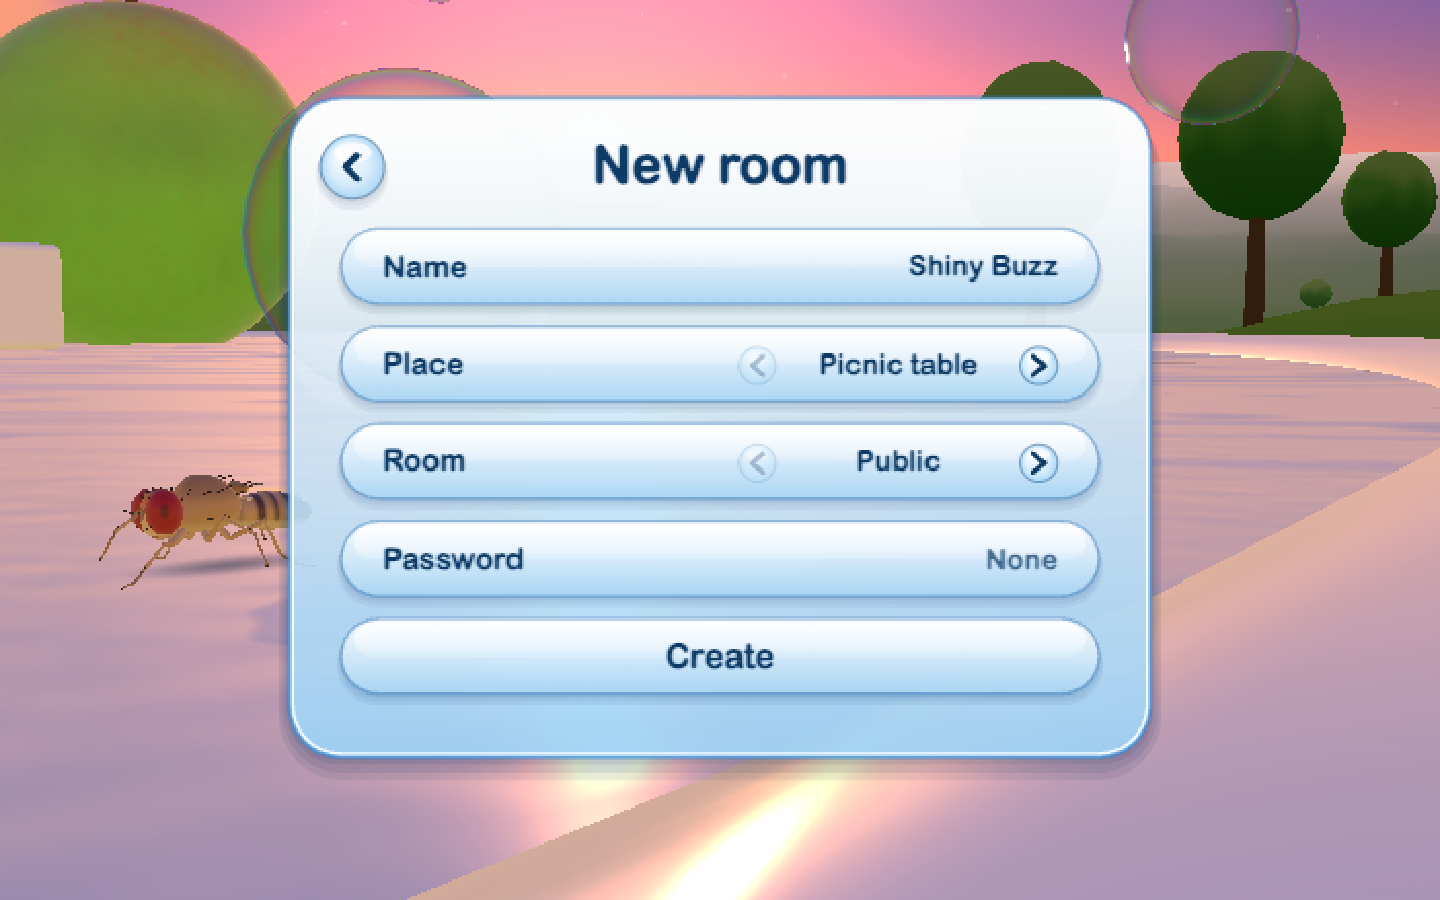 New room
Name Shiny Buzz
Place Picnic table
Room Public
Password None
Create